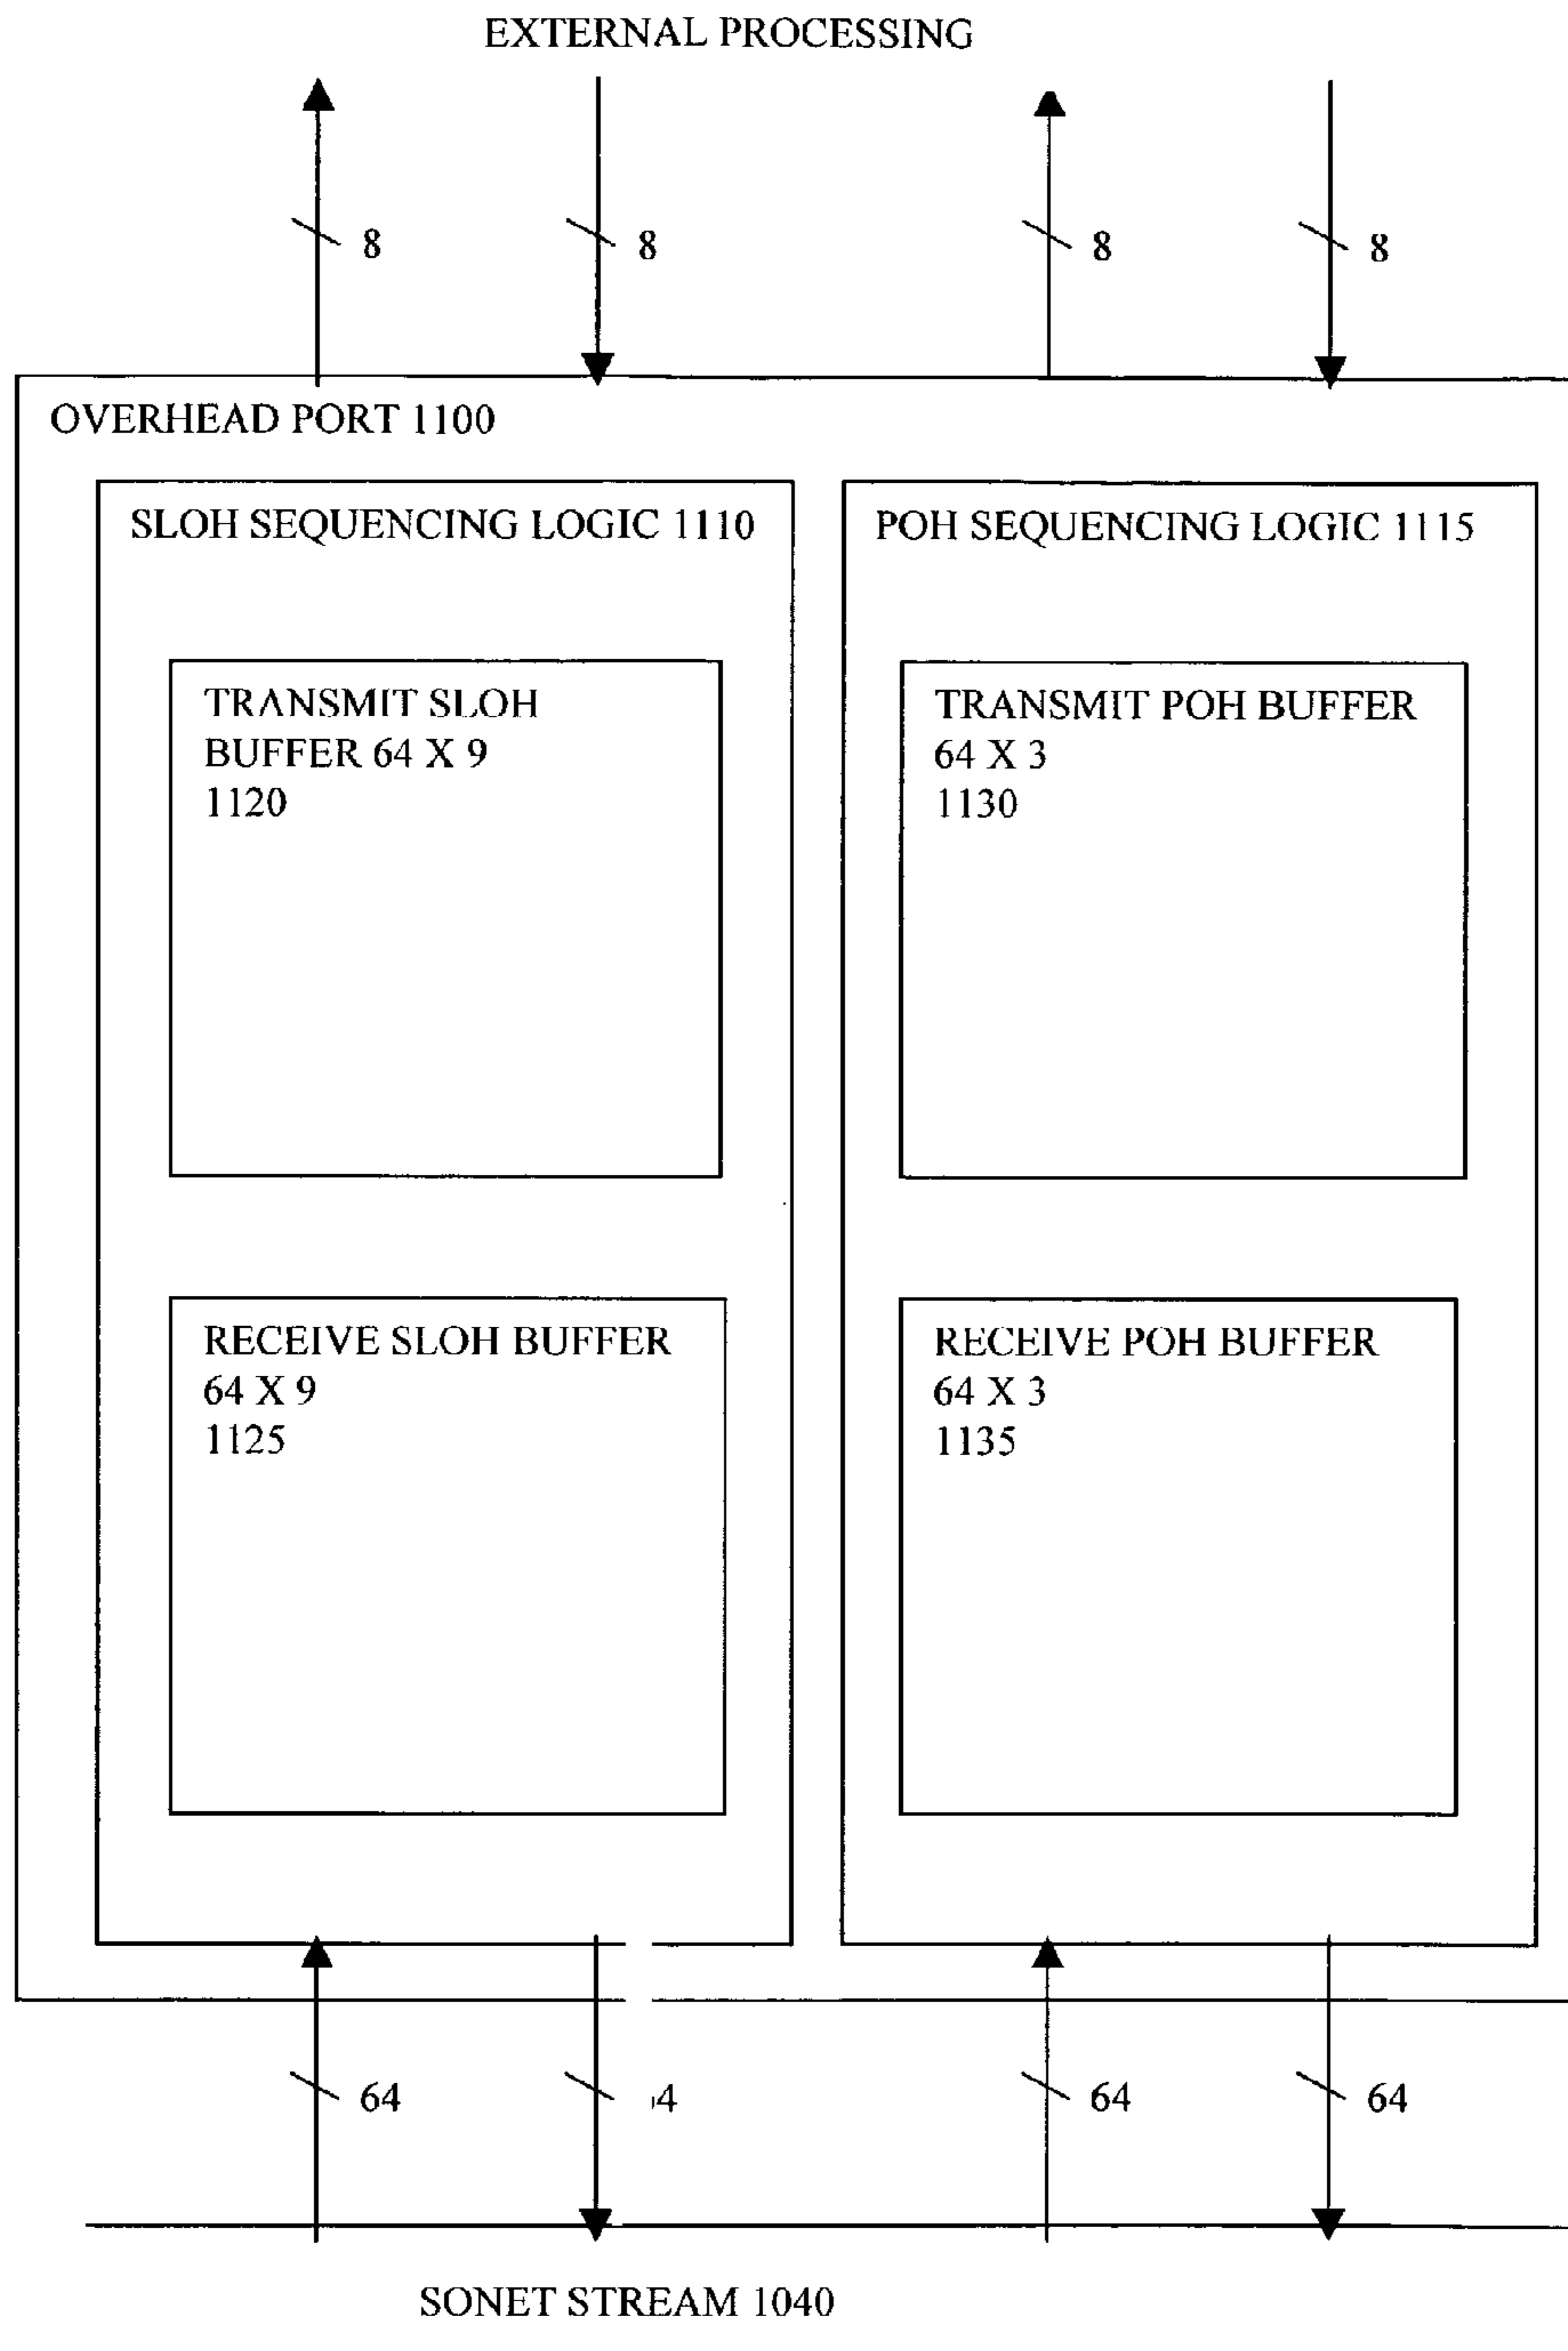 EXTERNAL PROCESSING
8 8 8 8
OVERHEAD PORT 1100
SLOH SEQUENCING LOGIC 1110
POH SEQUENCING LOGIC 1115
TRANSMIT SLOH
BUFFER 64 X 9
1120
TRANSMIT POH BUFFER
64 X 3
1130
RECEIVE SLOH BUFFER
64 X 9
1125
RECEIVE POH BUFFER
64 X 3
1135
64 4 64 64
SONET STREAM 1040